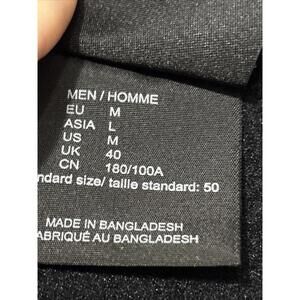 MEN / HOMME
EU M
ASIA L
US M
UK 40
CN 180/100A
ndard size/ taille standard: 50
MADE IN BANGLADESH
ABRIQUÉ AU BANGLADESH